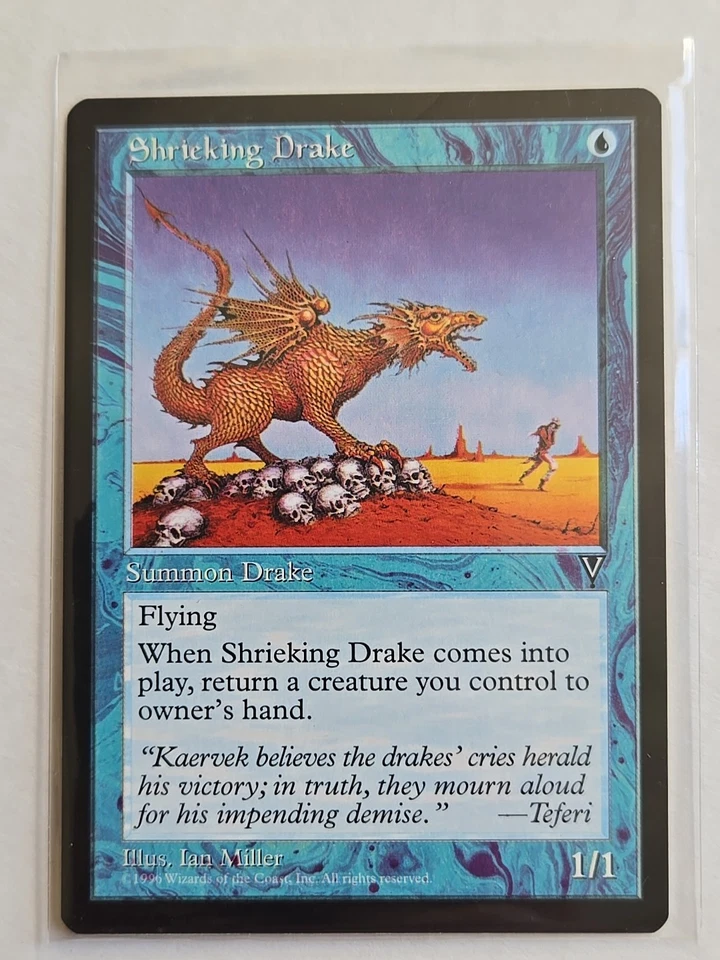 Shrieking Drake
Summon Drake
V
Flying
When Shrieking Drake comes into
play, return a creature you control to
owner's hand.
“Kaervek believes the drakes’ cries herald
his victory; in truth, they mourn aloud
for his impending demise.” —Teferi
Illus. Ian Miller
1/1
©1996 Wizards of the Coast, Inc. All rights reserved.